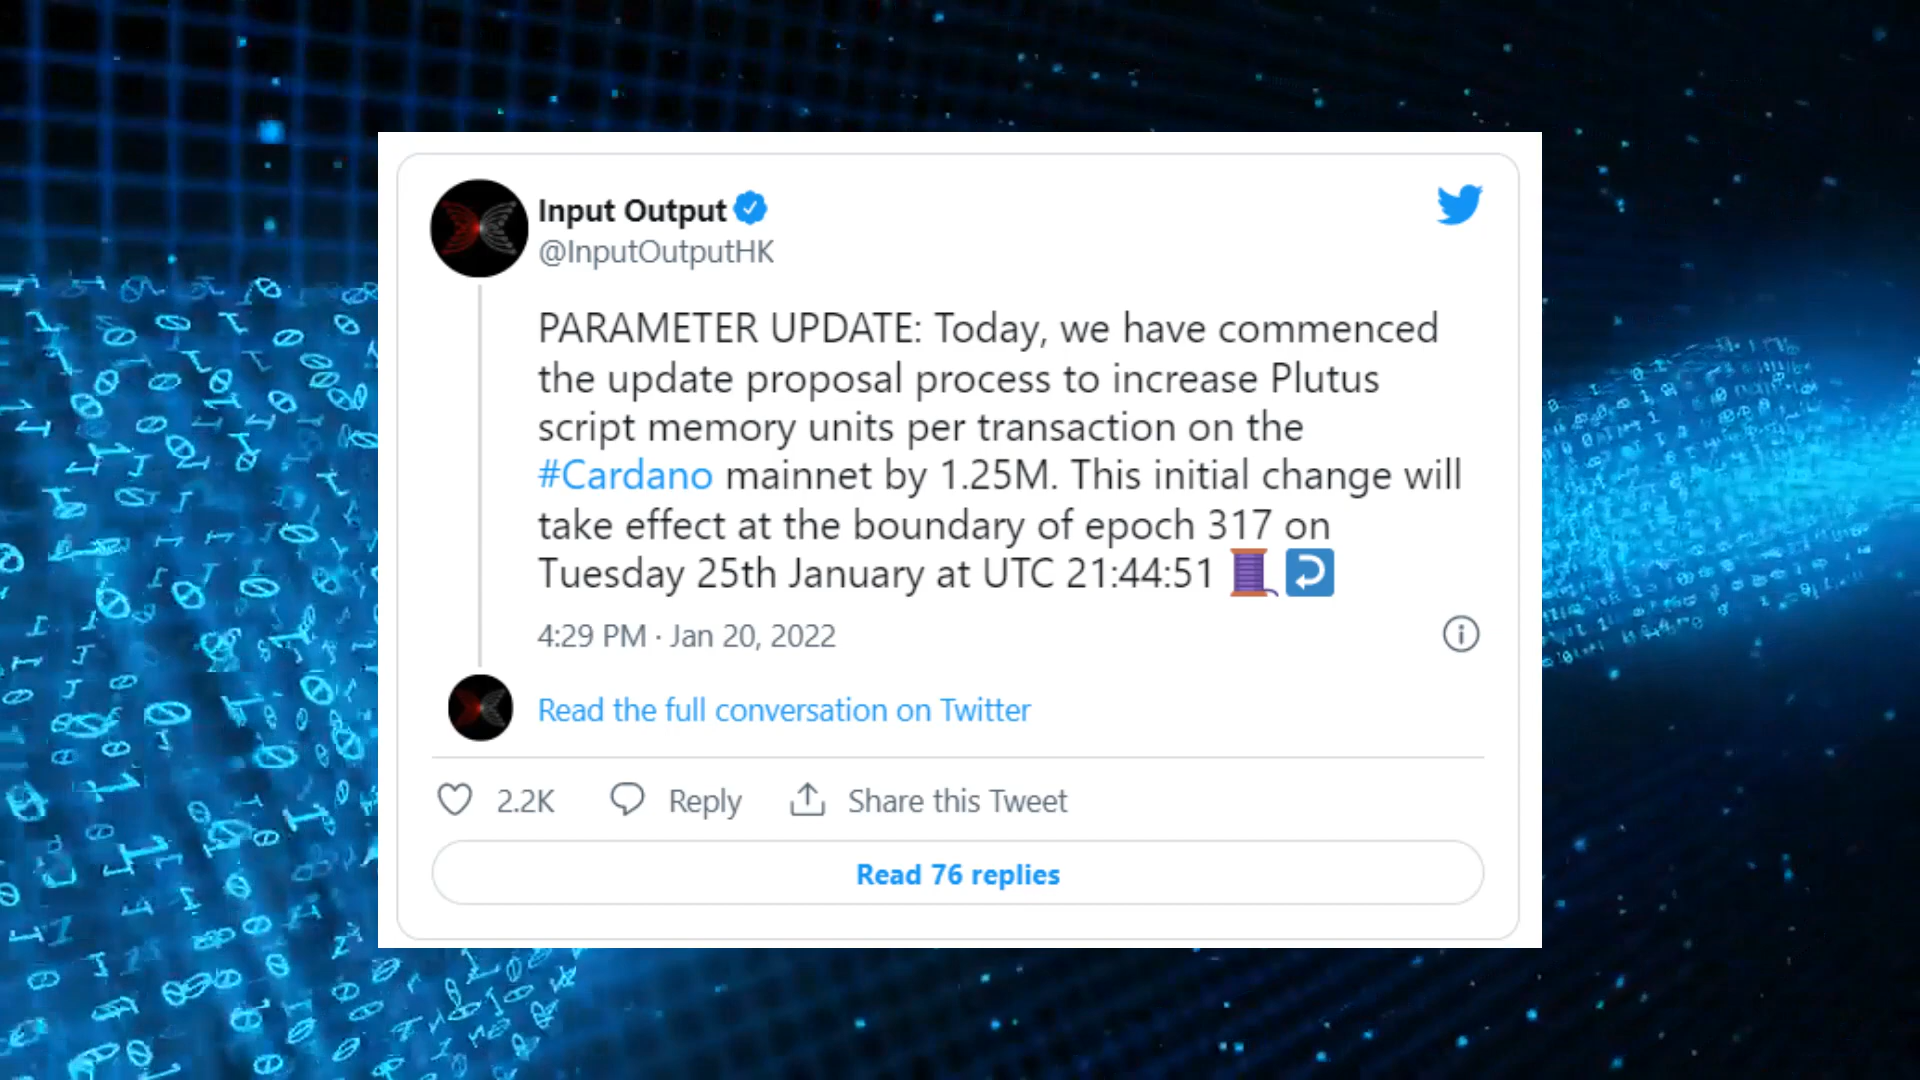 Input Output
@InputOutputHK
PARAMETER UPDATE: Today, we have commenced
the update proposal process to increase Plutus
script memory units per transaction on the
#Cardano mainnet by 1.25M. This initial change will
take effect at the boundary of epoch 317 on
Tuesday 25th January at UTC 21:44:51 🧵↩️
4:29 PM · Jan 20, 2022
Read the full conversation on Twitter
2.2K Reply Share this Tweet
Read 76 replies